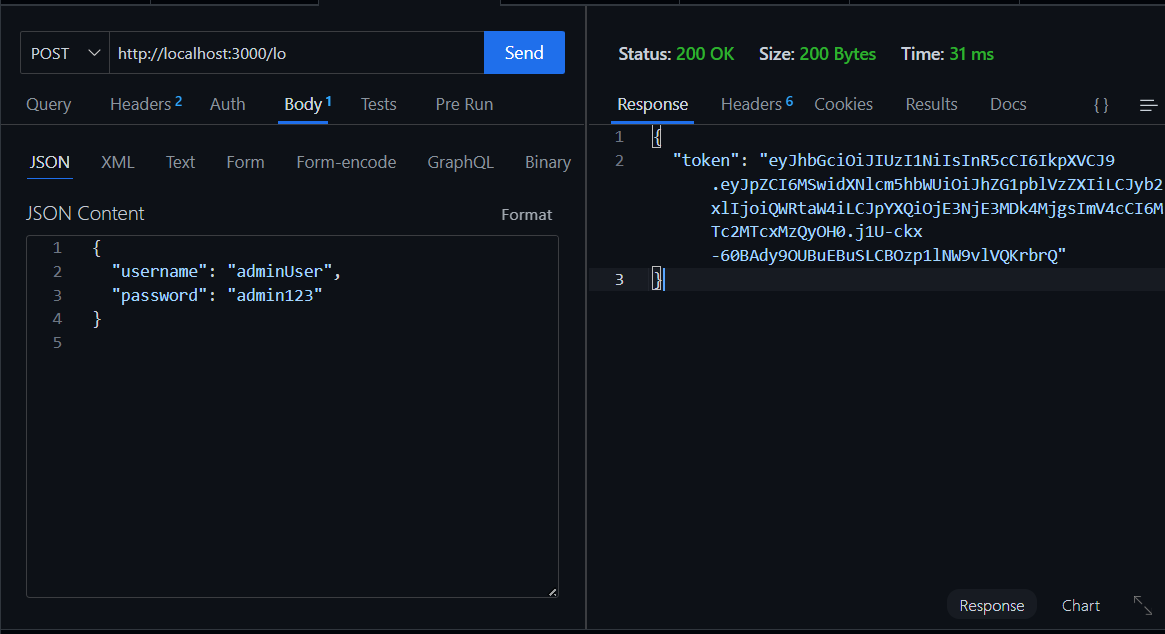 POST http://localhost:3000/lo Send
Query Headers 2 Auth Body 1 Tests Pre Run
JSON XML Text Form Form-encode GraphQL Binary
JSON Content Format
1 {
2 "username": "adminUser",
3 "password": "admin123"
4 }
5
Status: 200 OK Size: 200 Bytes Time: 31 ms
Response Headers 6 Cookies Results Docs { }
1 {
2 "token": "eyJhbGciOiJIUzI1NiIsInR5cCI6IkpXVCJ9
.eyJpZCI6MSwidXNlcm5hbWUiOiJhZG1pblVzZXIiLCJyb2
xlIjoiQWRtaW4iLCJpYXQiOjE3NjE3MDk4MjgsImV4cCI6M
Tc2MTcxMzQyOH0.j1U-ckx
-60BAdy9OUBuEBuSLCBOzp1lNW9vlVQKrbrQ"
3 }
Response Chart